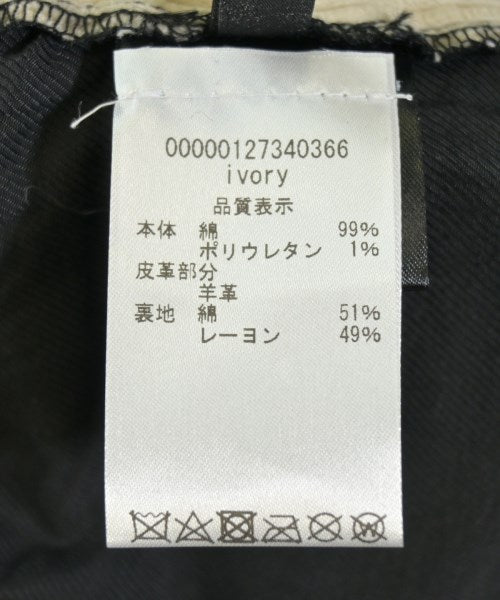 00000127340366
ivory
品質表示
本体 綿 99%
ポリウレタン 1%
皮革部分
羊革
裏地 綿 51%
レーヨン 49%